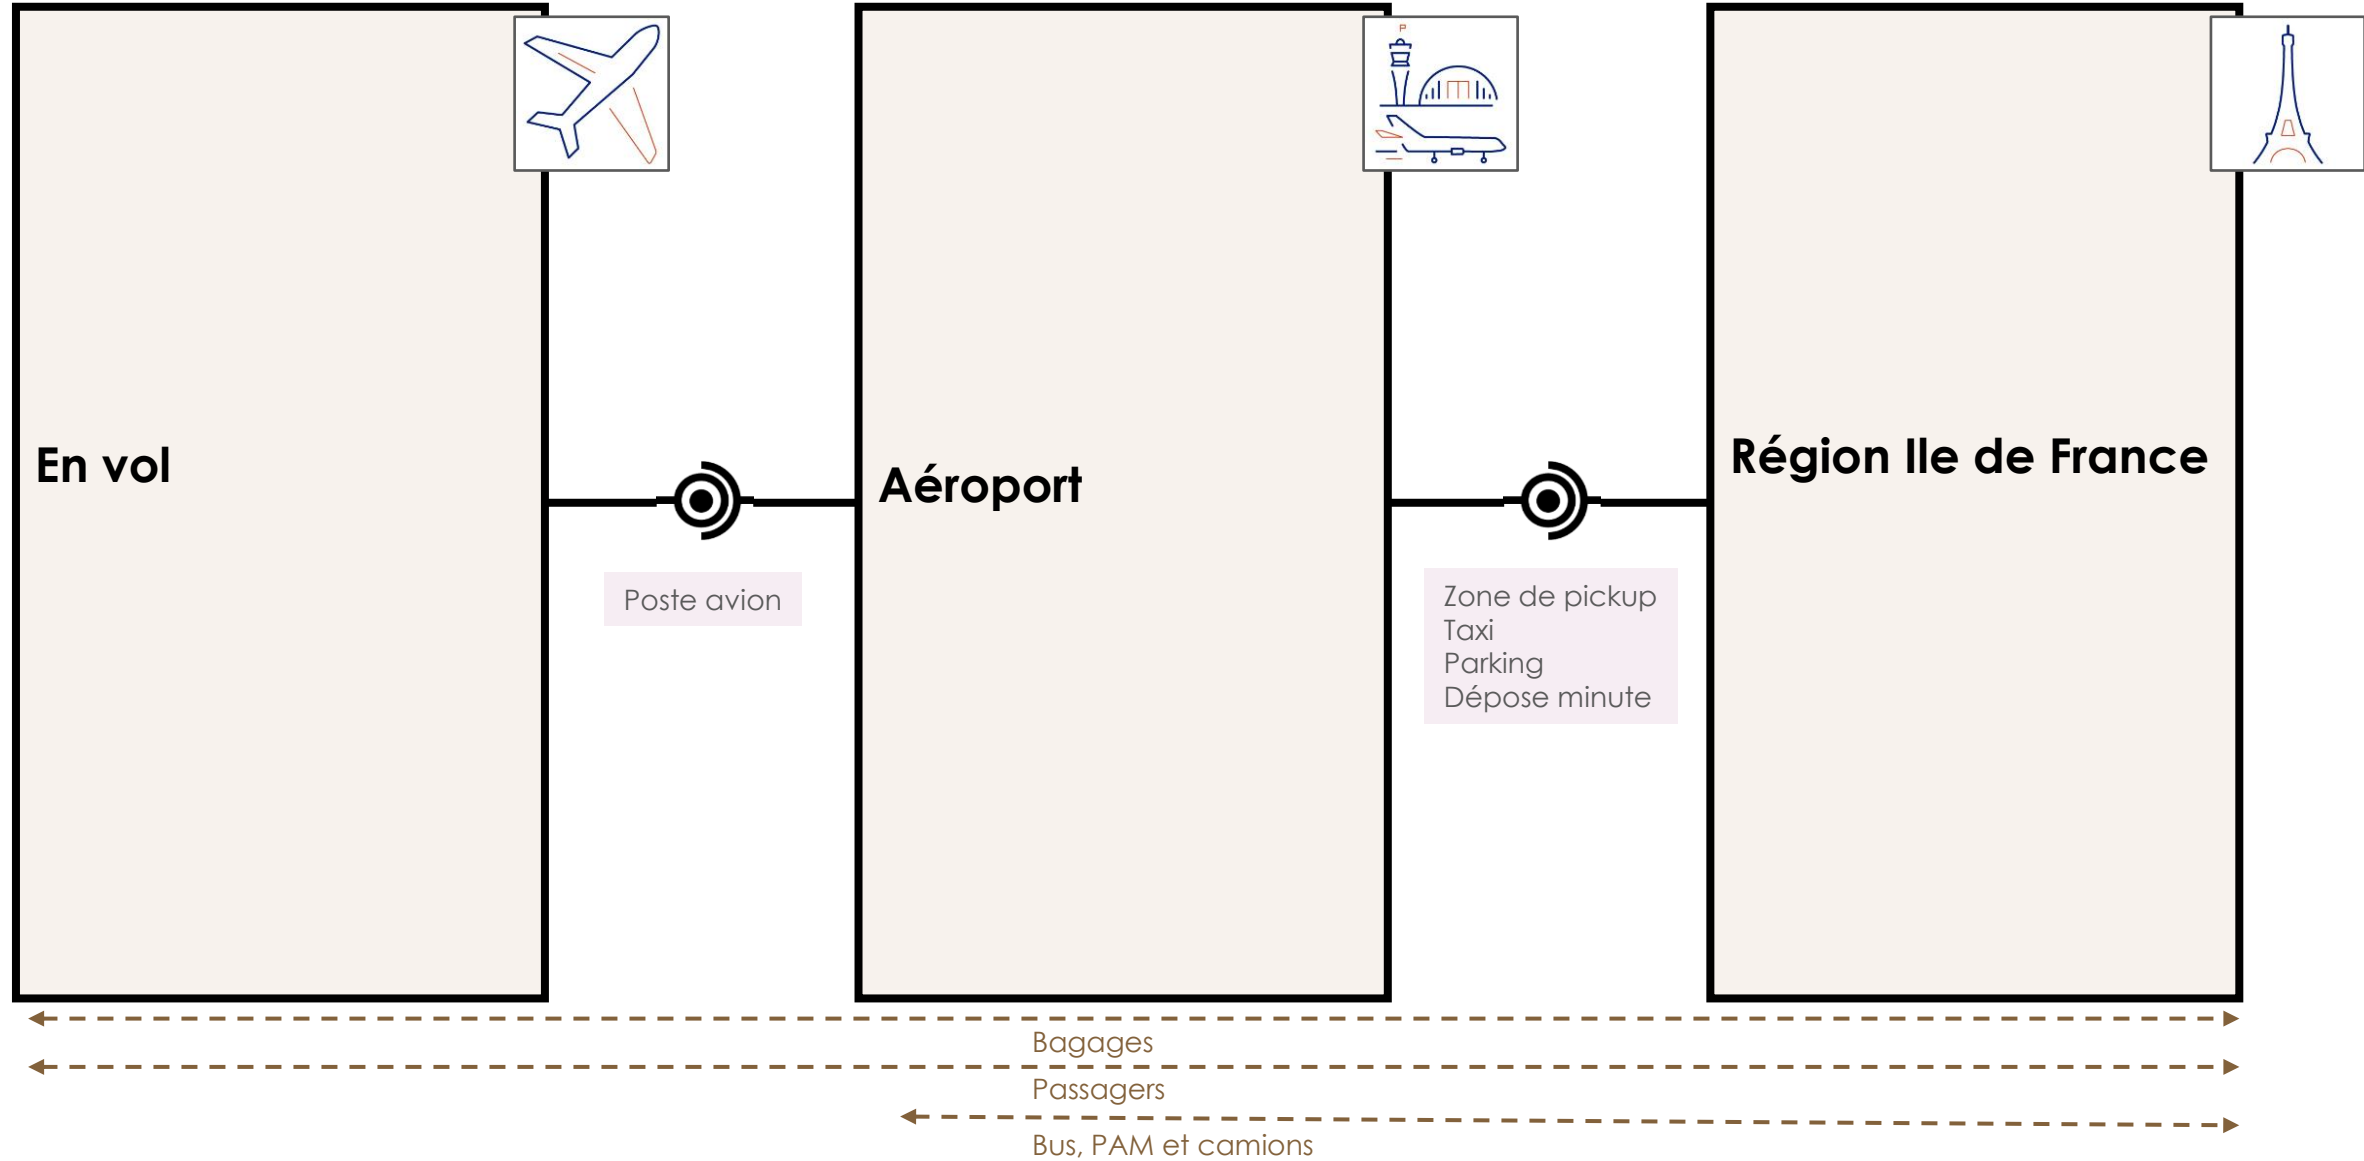 En vol
Aéroport
Région Ile de France
Poste avion
Zone de pickup
Taxi
Parking
Dépose minute
Bagages
Passagers
Bus, PAM et camions